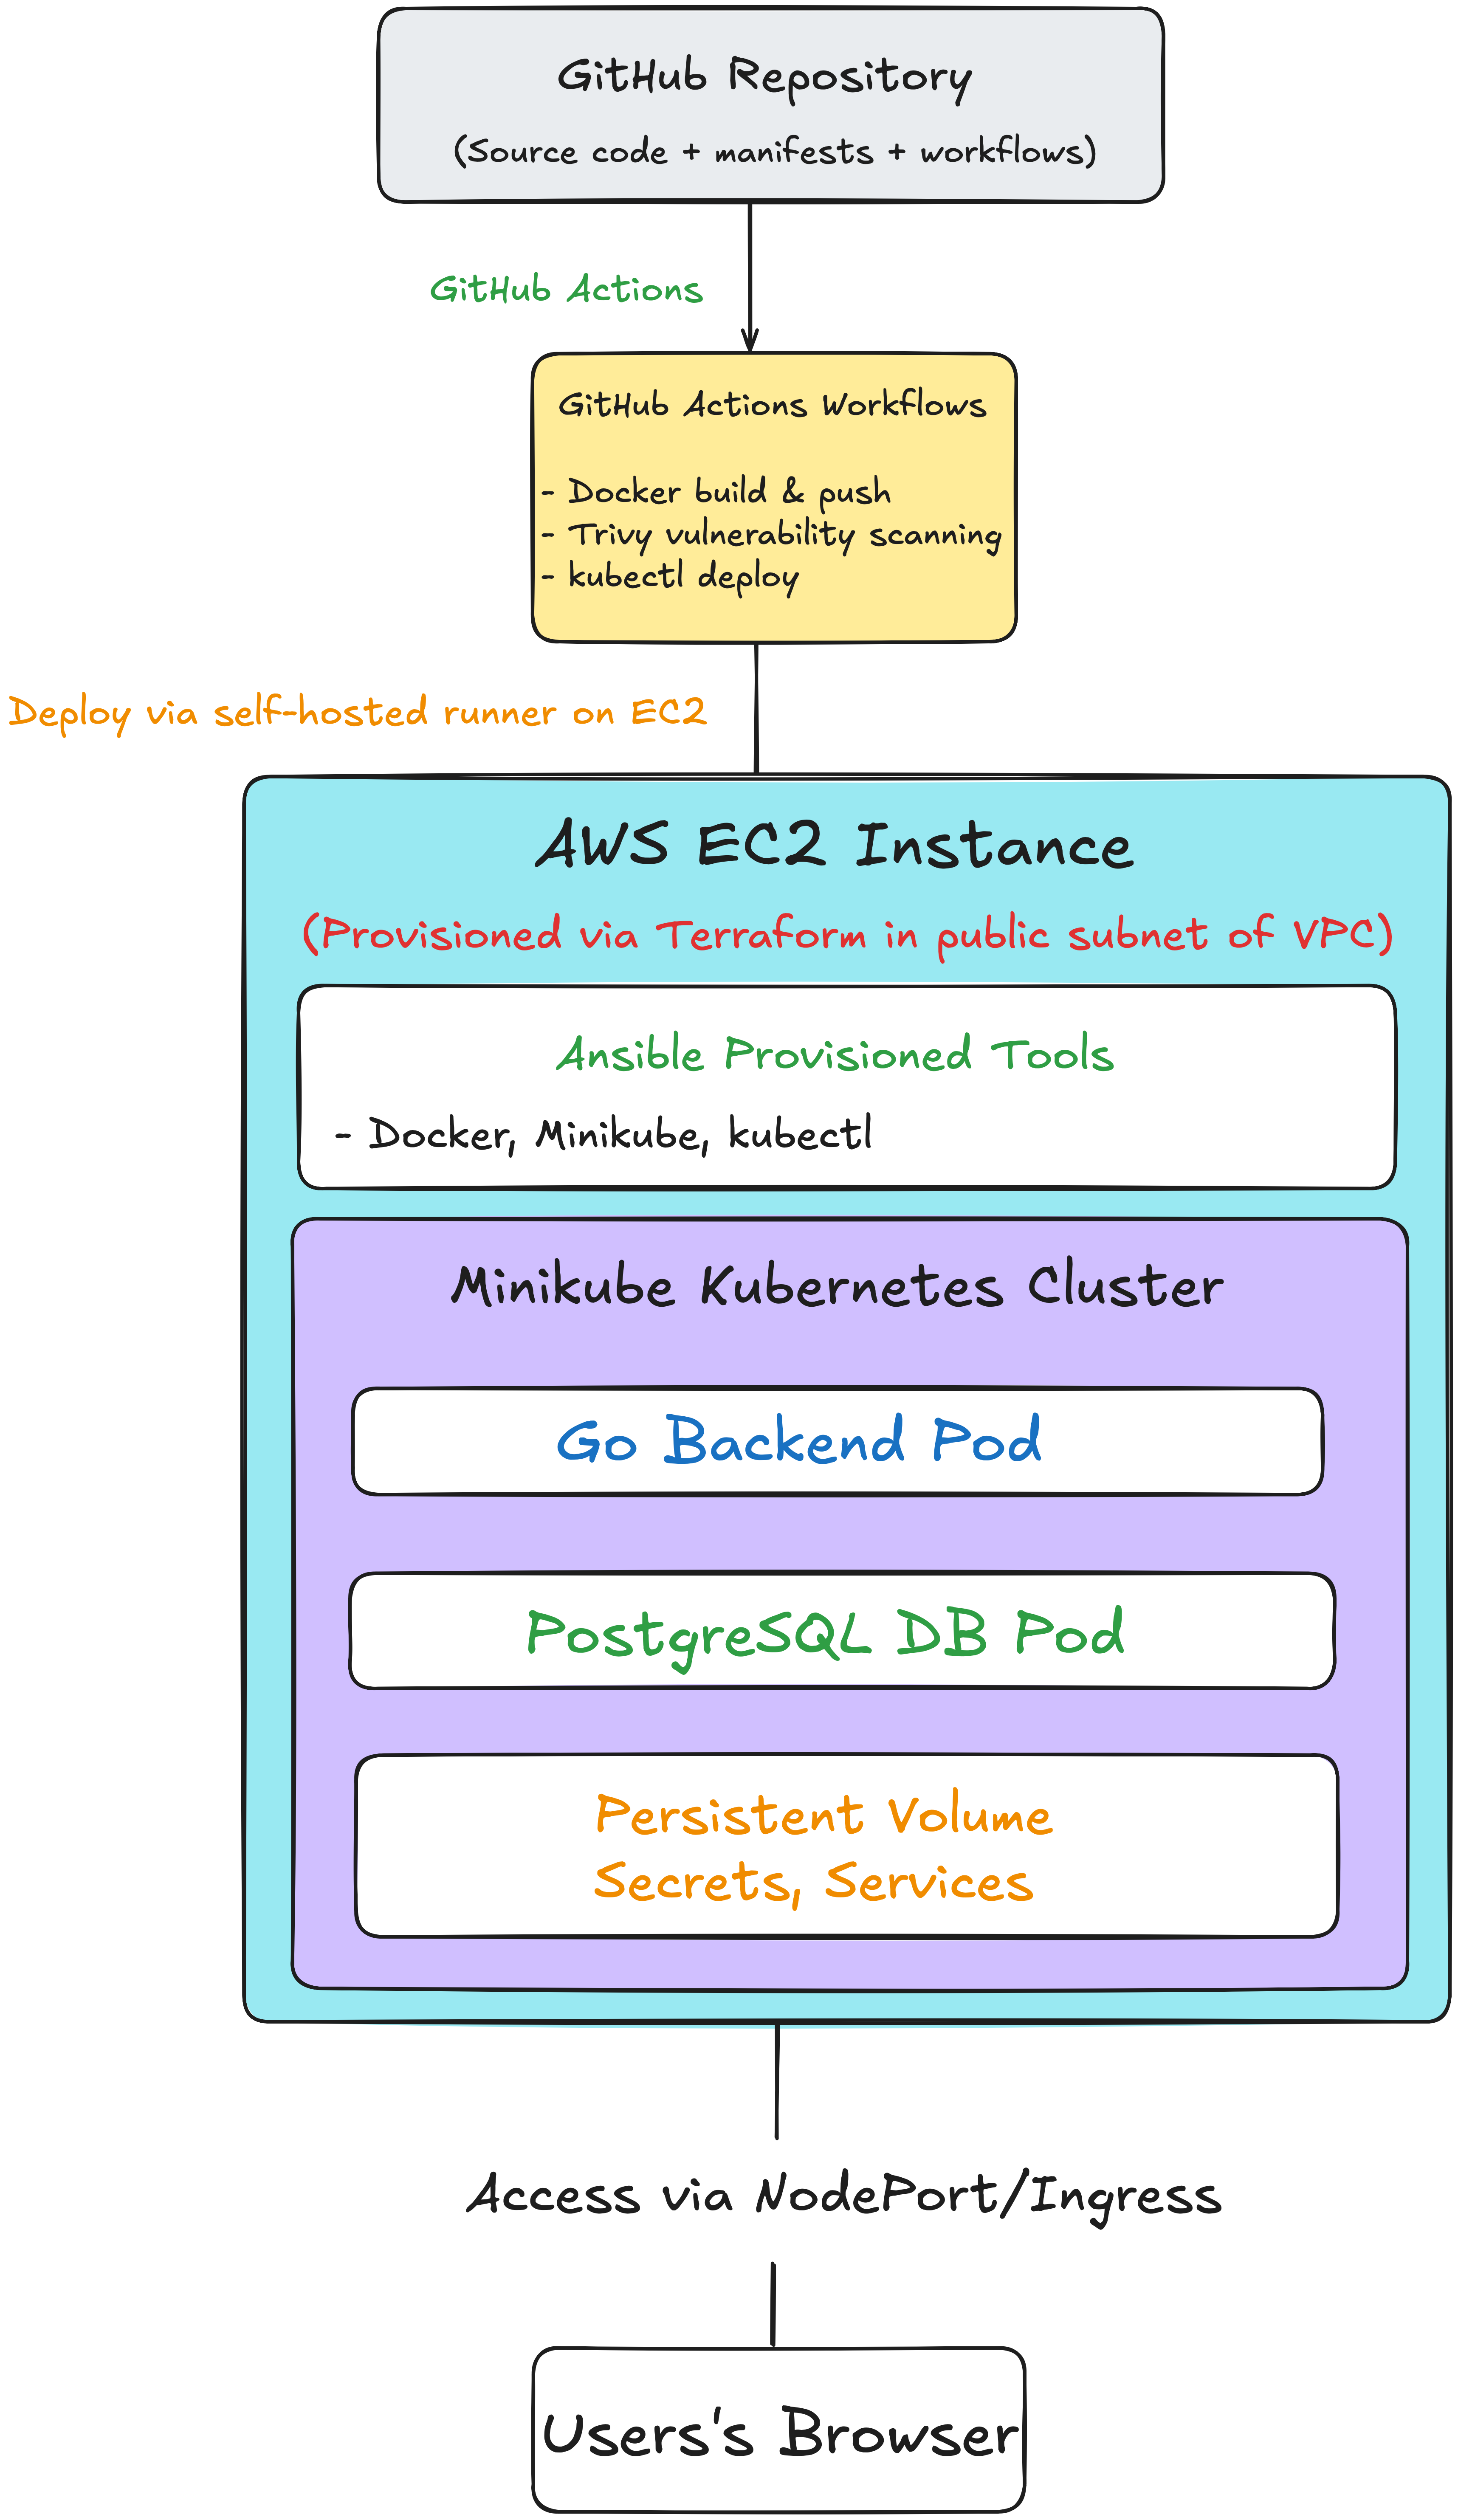 GitHub Repository
(Source code + manifests + workflows)
GitHub Actions
GitHub Actions Workflows
- Docker build & push
- Trivy vulnerability scanning
- kubectl deploy
Deploy via self-hosted runner on EC2
AWS EC2 Instance
(Provisioned via Terraform in public subnet of VPC)
Ansible Provisioned Tools
- Docker, Minikube, kubectl
Minikube Kubernetes Cluster
Go Backend Pod
PostgreSQL DB Pod
Persistent Volume
Secrets, Services
Access via NodePort/Ingress
Users's Browser